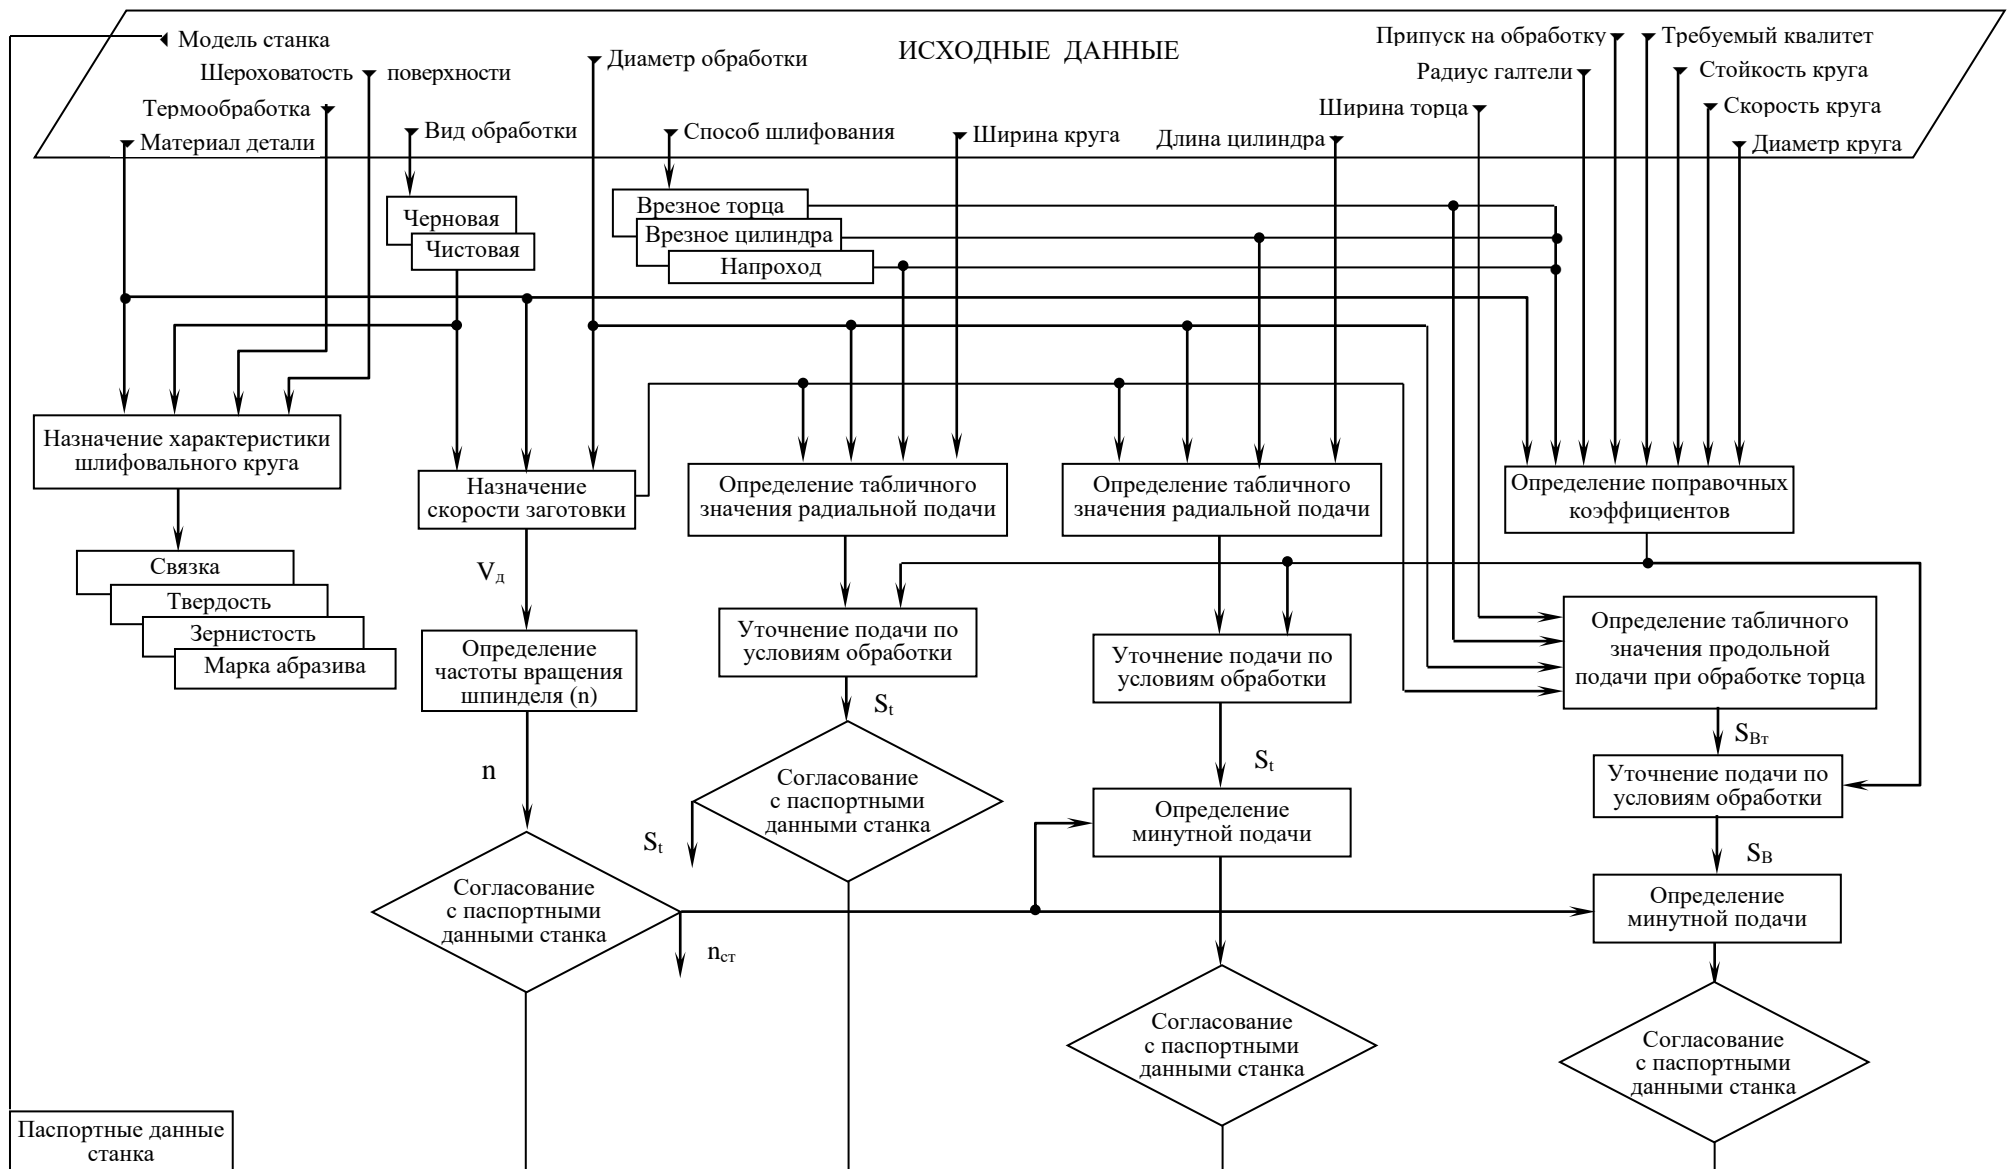 ИСХОДНЫЕ ДАННЫЕ
Модель станка
Шероховатость поверхности
Термообработка
Материал детали
Вид обработки
Диаметр обработки
Способ шлифования
Ширина круга
Длина цилиндра
Ширина торца
Радиус галтели
Припуск на обработку
Требуемый квалитет
Стойкость круга
Скорость круга
Диаметр круга
Черновая
Чистовая
Врезное торца
Врезное цилиндра
Напроход
Назначение характеристики
шлифовального круга
Связка
Твердость
Зернистость
Марка абразива
Назначение
скорости заготовки
Vд
Определение
частоты вращения
шпинделя (n)
n
Согласование
с паспортными
данными станка
nст
Определение табличного
значения радиальной подачи
Уточнение подачи по
условиям обработки
St
Согласование
с паспортными
данными станка
St
Определение табличного
значения радиальной подачи
Уточнение подачи по
условиям обработки
St
Определение
минутной подачи
Согласование
с паспортными
данными станка
Определение поправочных
коэффициентов
Определение табличного
значения продольной
подачи при обработке торца
SВт
Уточнение подачи по
условиям обработки
SВ
Определение
минутной подачи
Согласование
с паспортными
данными станка
Паспортные данные
станка